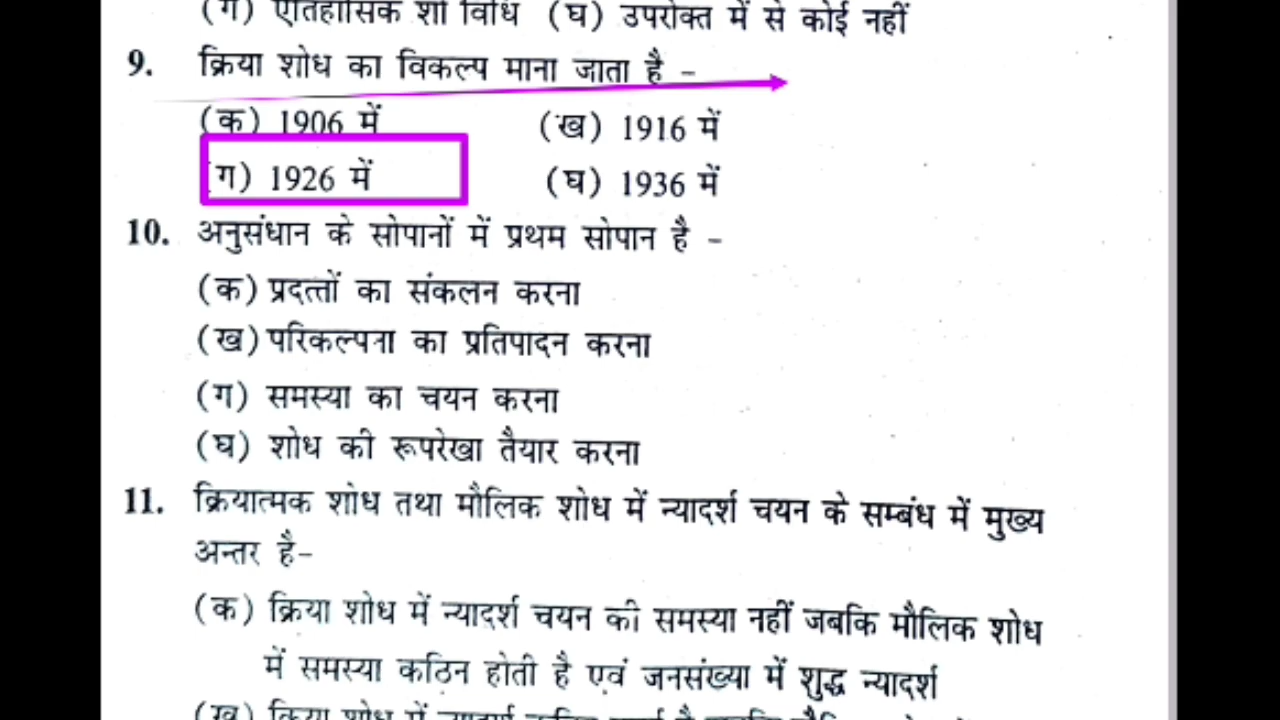 (ग) ऐतिहासिक शोध विधि (घ) उपरोक्त में से कोई नहीं
9. क्रिया शोध का विकल्प माना जाता है -
(क) 1906 में (ख) 1916 में
ग) 1926 में (घ) 1936 में
10. अनुसंधान के सोपानों में प्रथम सोपान है -
(क) प्रदत्तों का संकलन करना
(ख) परिकल्पना का प्रतिपादन करना
(ग) समस्या का चयन करना
(घ) शोध की रूपरेखा तैयार करना
11. क्रियात्मक शोध तथा मौलिक शोध में न्यादर्श चयन के सम्बंध में मुख्य
अन्तर है-
(क) क्रिया शोध में न्यादर्श चयन की समस्या नहीं जबकि मौलिक शोध
में समस्या कठिन होती है एवं जनसंख्या में शुद्ध न्यादर्श
(ख) क्रिया शोध में न्यादर्श